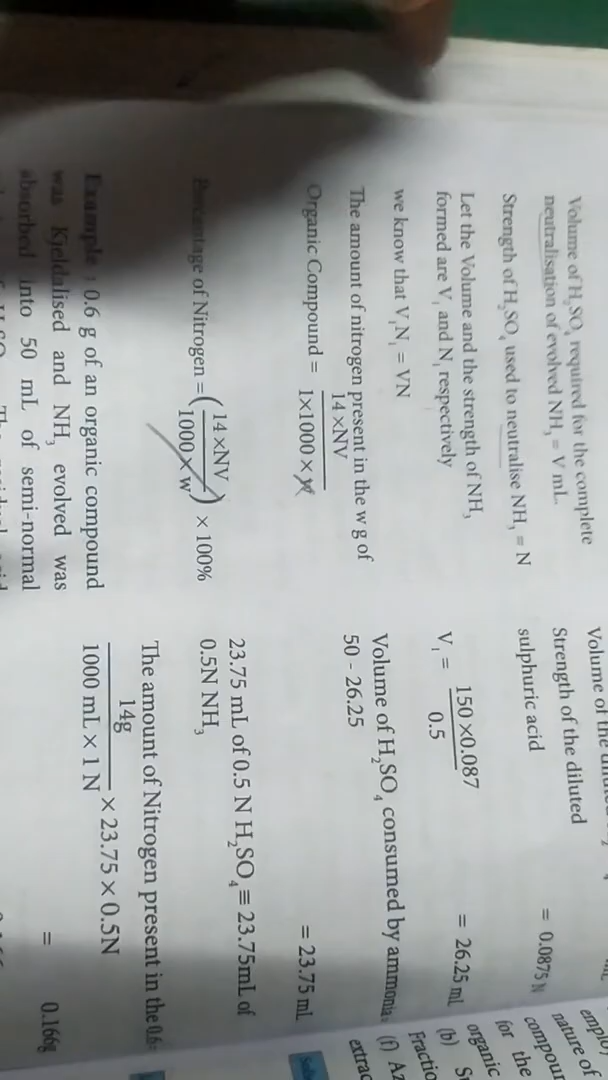 Volume of H₂SO₄ required for the complete
neutralisation of evolved NH₃ = V mL.
Strength of H₂SO₄ used to neutralise NH₃ = N
Let the Volume and the strength of NH₃
formed are V₁ and N₁ respectively
we know that V₁N₁ = VN
The amount of nitrogen present in the w g of
Organic Compound = 14 ×NV / 1×1000 × w
Percentage of Nitrogen = ( 14 ×NV / 1000 × w ) × 100%
Example : 0.6 g of an organic compound
was Kjeldalised and NH₃ evolved was
absorbed into 50 mL of semi-normal
Volume of the
Strength of the diluted
sulphuric acid = 0.0875 N
V₁ = 150 ×0.087 / 0.5 = 26.25 mL
Volume of H₂SO₄ consumed by ammonia
50 - 26.25 = 23.75 mL
23.75 mL of 0.5 N H₂SO₄ ≡ 23.75mL of
0.5N NH₃
The amount of Nitrogen present in the 0.6
14g / 1000 mL × 1 N × 23.75 × 0.5N
= 0.166g
nature of
for the
organic
(b)
(f)